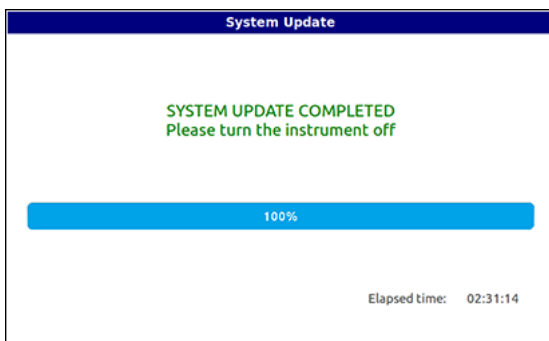 System Update
SYSTEM UPDATE COMPLETED
Please turn the instrument off
100%
Elapsed time: 02:31:14